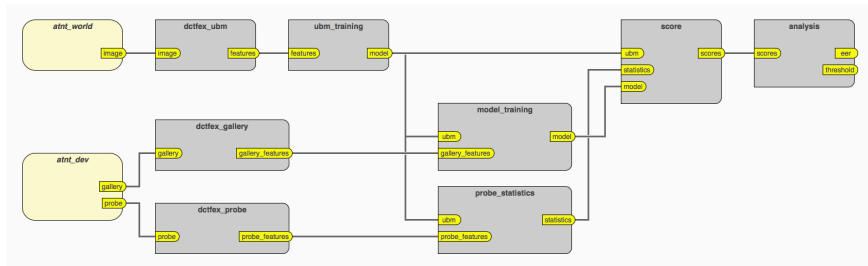 atnt_world
image
dctfex_ubm
image
features
ubm_training
features
model
score
ubm
statistics
model
scores
analysis
scores
eer
threshold
model_training
ubm
gallery_features
model
dctfex_gallery
gallery
gallery_features
atnt_dev
gallery
probe
dctfex_probe
probe
probe_features
probe_statistics
ubm
probe_features
statistics